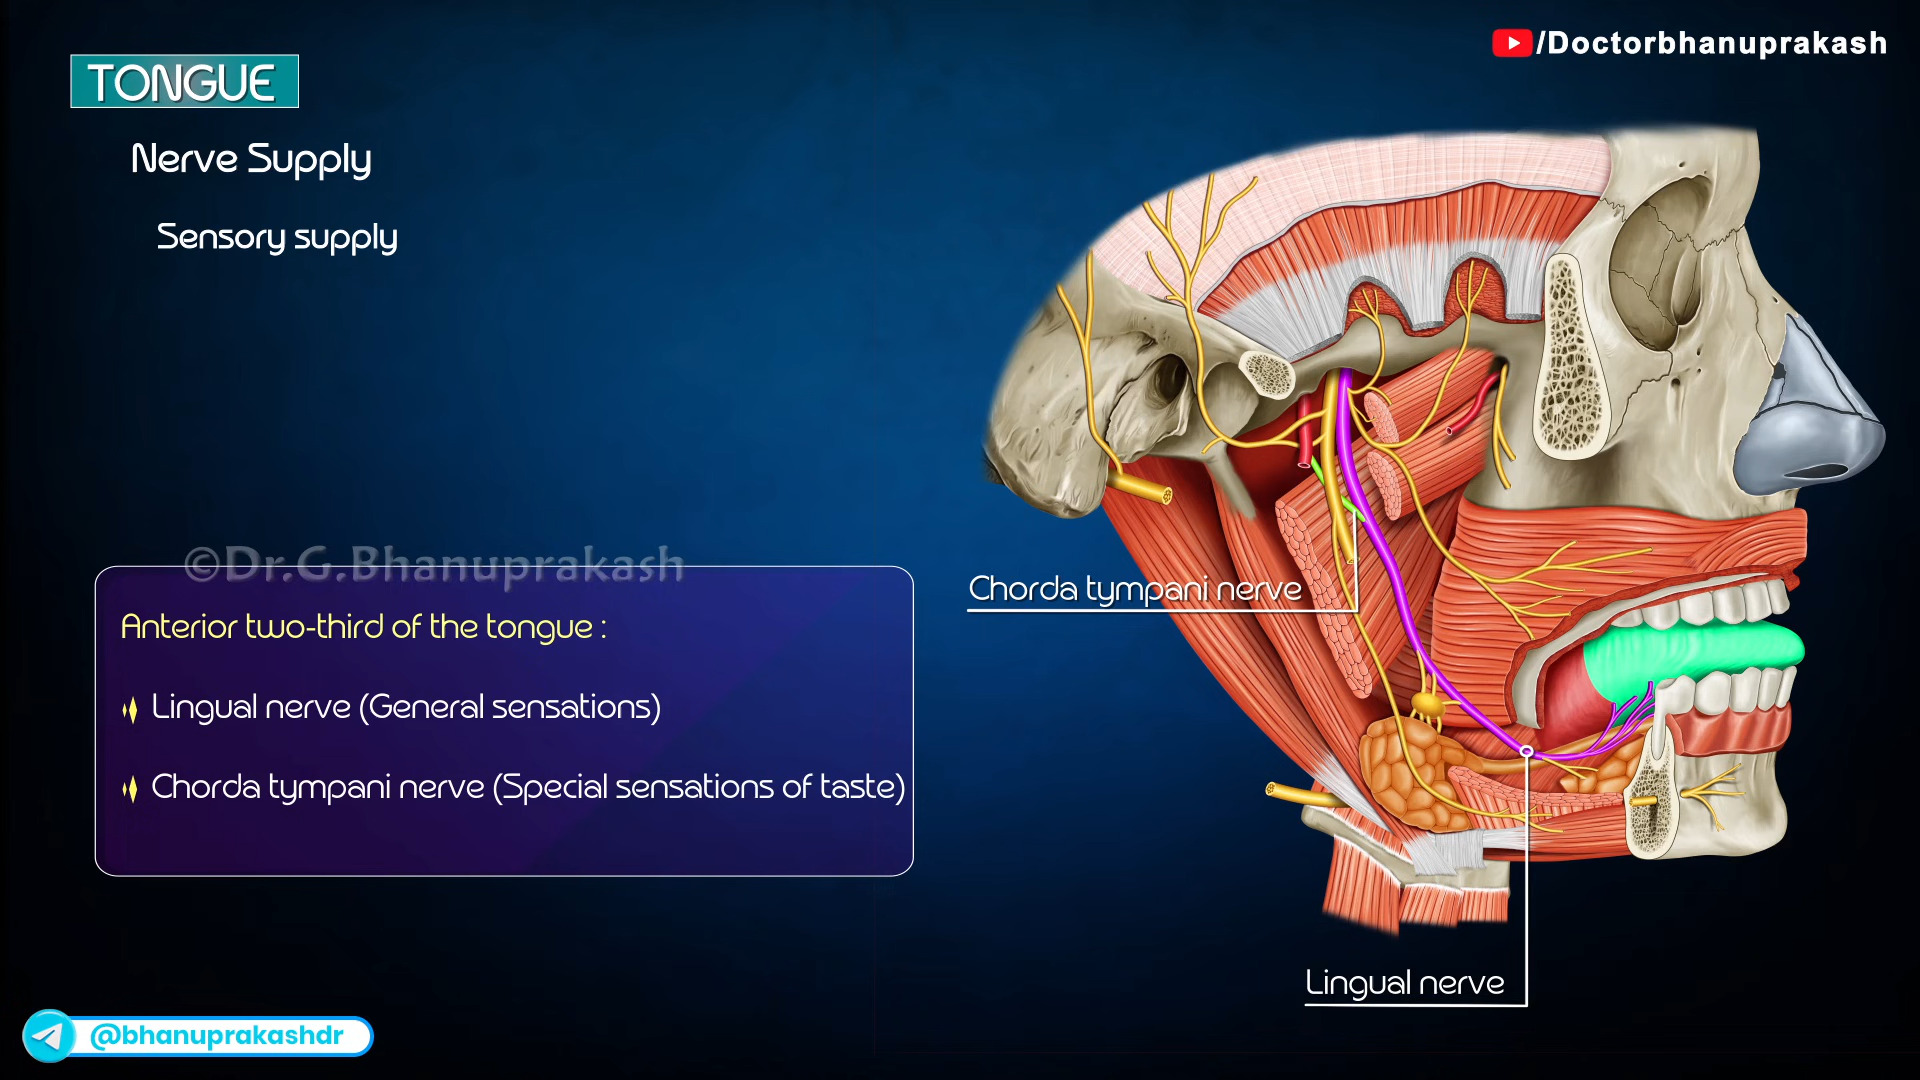 /Doctorbhanuprakash
TONGUE
Nerve Supply
Sensory supply
©Dr.G.Bhanuprakash
Anterior two-third of the tongue :
Lingual nerve (General sensations)
Chorda tympani nerve (Special sensations of taste)
Chorda tympani nerve
Lingual nerve
@bhanuprakashdr